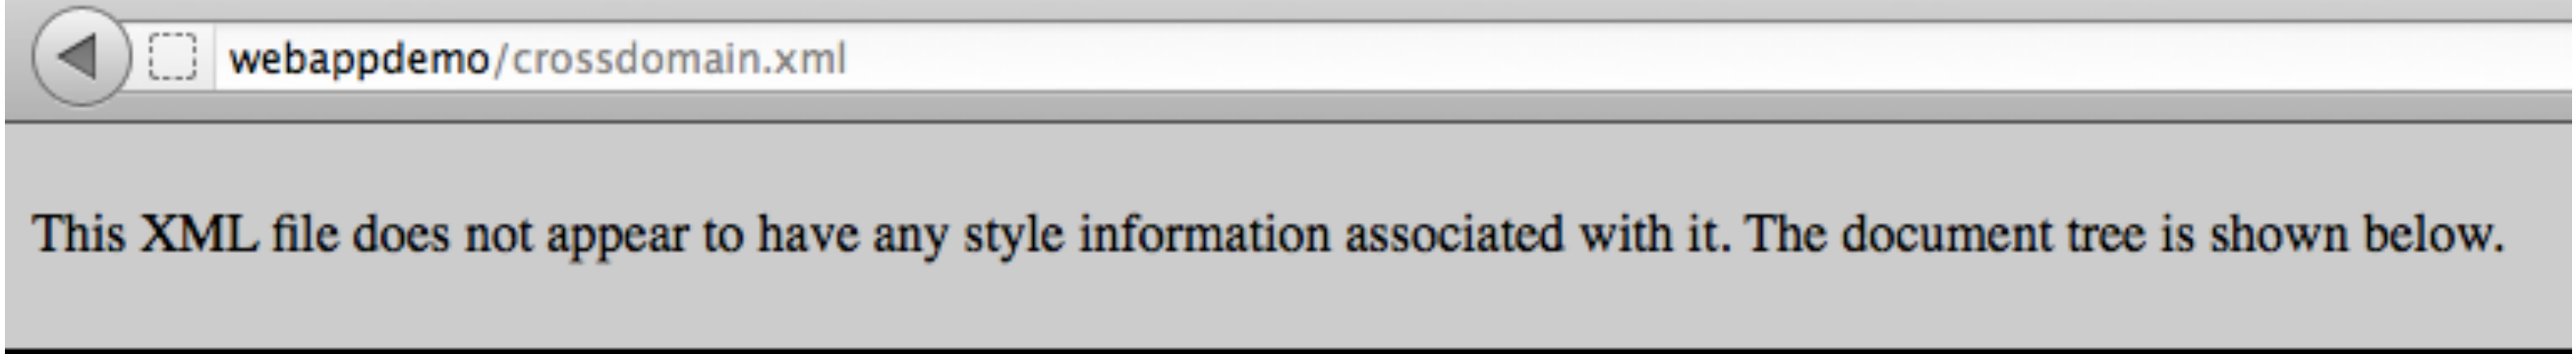 webappdemo/crossdomain.xml
This XML file does not appear to have any style information associated with it. The document tree is shown below.